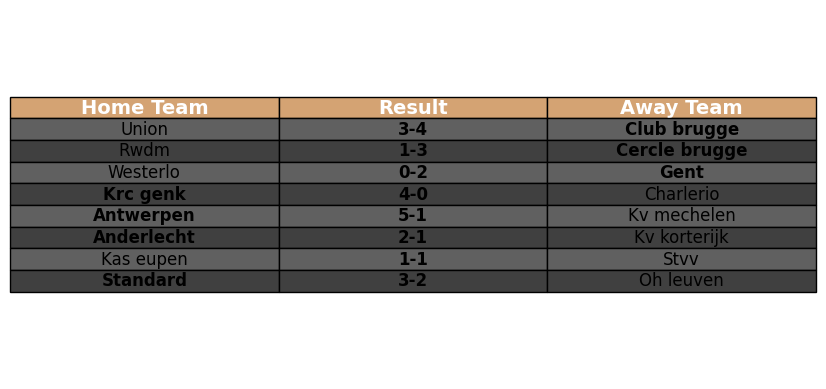 Home Team Result Away Team
Union 3-4 Club brugge
Rwdm 1-3 Cercle brugge
Westerlo 0-2 Gent
Krc genk 4-0 Charlerio
Antwerpen 5-1 Kv mechelen
Anderlecht 2-1 Kv korterijk
Kas eupen 1-1 Stvv
Standard 3-2 Oh leuven